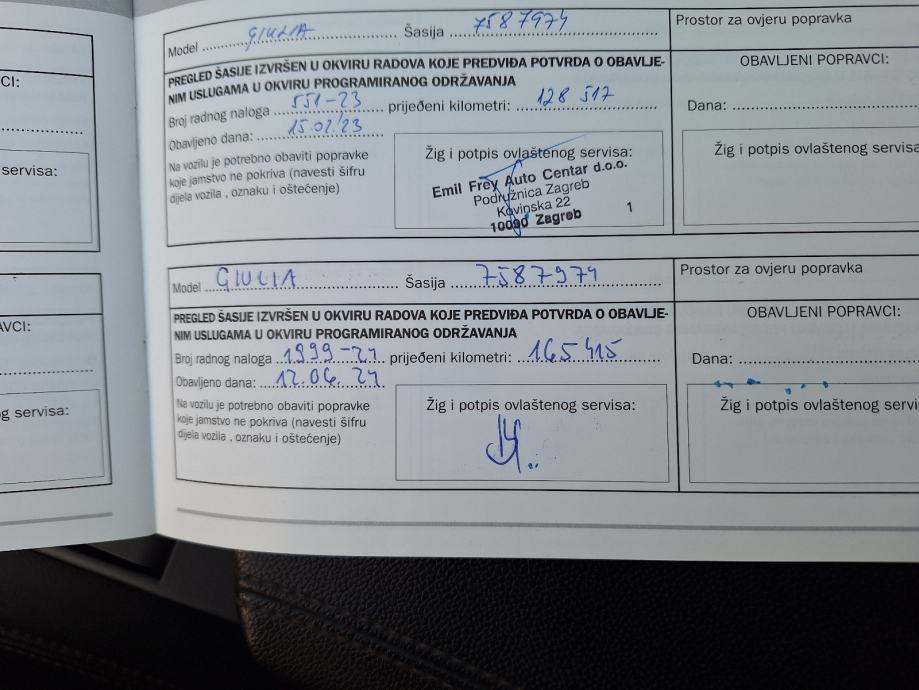 CI:
servisa:
Model GIULIA Šasija 7587974
PREGLED ŠASIJE IZVRŠEN U OKVIRU RADOVA KOJE PREDVIĐA POTVRDA O OBAVLJE-
NIM USLUGAMA U OKVIRU PROGRAMIRANOG ODRŽAVANJA
Broj radnog naloga 551-23 prijeđeni kilometri: 128 517
Obavljeno dana: 15.02.23
Na vozilu je potrebno obaviti popravke
koje jamstvo ne pokriva (navesti šifru
dijela vozila , oznaku i oštećenje)
Žig i potpis ovlaštenog servisa:
Emil Frey Auto Centar d.o.o.
Podružnica Zagreb
Kovinska 22
10090 Zagreb 1
Prostor za ovjeru popravka
OBAVLJENI POPRAVCI:
Dana:
Žig i potpis ovlaštenog servisa
AVCI:
g servisa:
Model GIULIA Šasija 7587974
PREGLED ŠASIJE IZVRŠEN U OKVIRU RADOVA KOJE PREDVIĐA POTVRDA O OBAVLJE-
NIM USLUGAMA U OKVIRU PROGRAMIRANOG ODRŽAVANJA
Broj radnog naloga 1999-24 prijeđeni kilometri: 165 415
Obavljeno dana: 12.06.24
Na vozilu je potrebno obaviti popravke
koje jamstvo ne pokriva (navesti šifru
dijela vozila , oznaku i oštećenje)
Žig i potpis ovlaštenog servisa:
Prostor za ovjeru popravka
OBAVLJENI POPRAVCI:
Dana:
Žig i potpis ovlaštenog servi